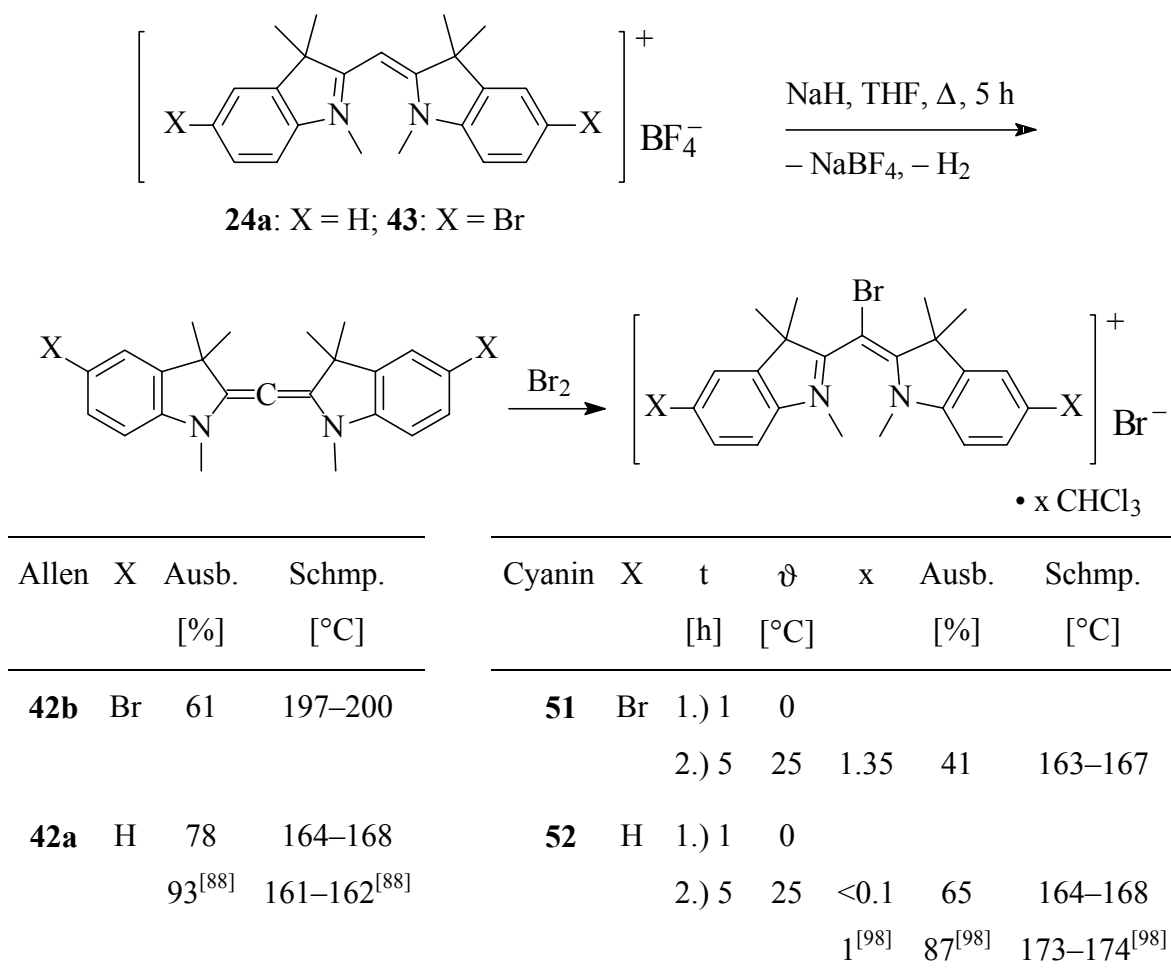 +
X N N X BF₄⁻
24a: X = H; 43: X = Br
NaH, THF, Δ, 5 h
– NaBF₄, – H₂
X C X
N N
Br₂
Br +
X N N X Br⁻
• x CHCl₃
Allen X Ausb. Schmp.
[%] [°C]
42b Br 61 197–200
42a H 78 164–168
93[88] 161–162[88]
Cyanin X t ϑ x Ausb. Schmp.
[h] [°C] [%] [°C]
51 Br 1.) 1 0
2.) 5 25 1.35 41 163–167
52 H 1.) 1 0
2.) 5 25 <0.1 65 164–168
1[98] 87[98] 173–174[98]